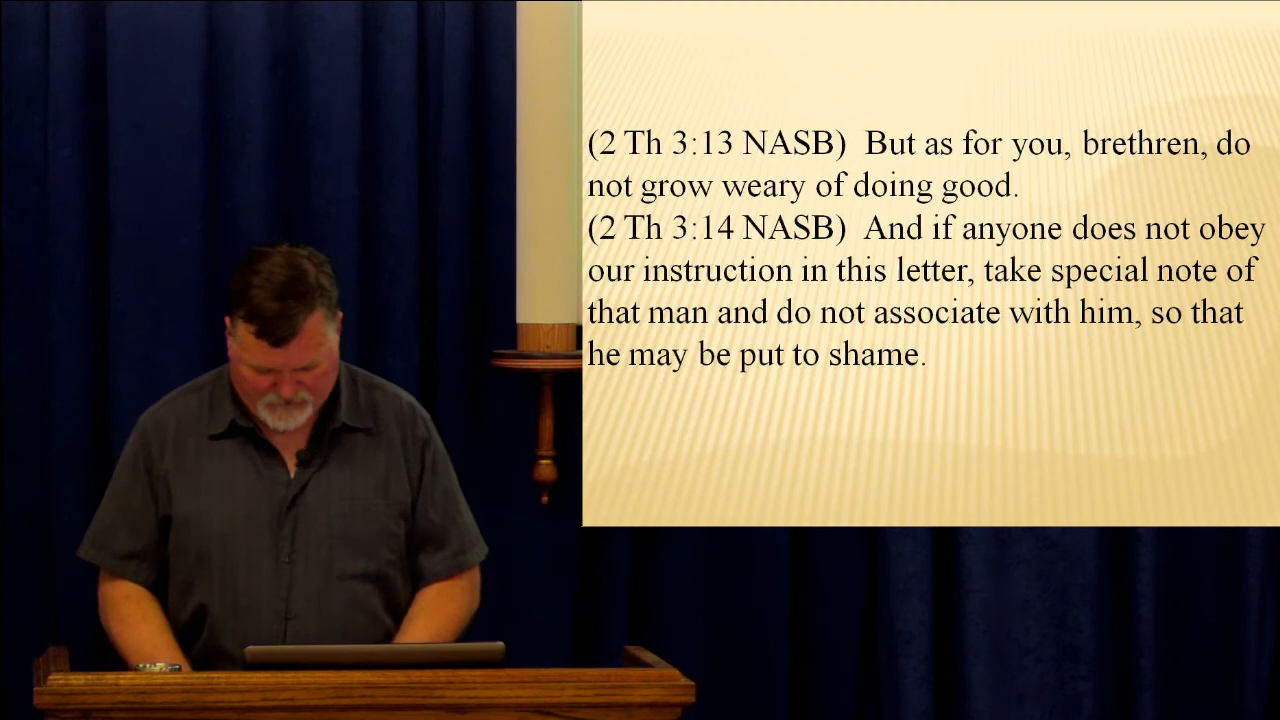 (2 Th 3:13 NASB)  But as for you, brethren, do
not grow weary of doing good.
(2 Th 3:14 NASB)  And if anyone does not obey
our instruction in this letter, take special note of
that man and do not associate with him, so that
he may be put to shame.